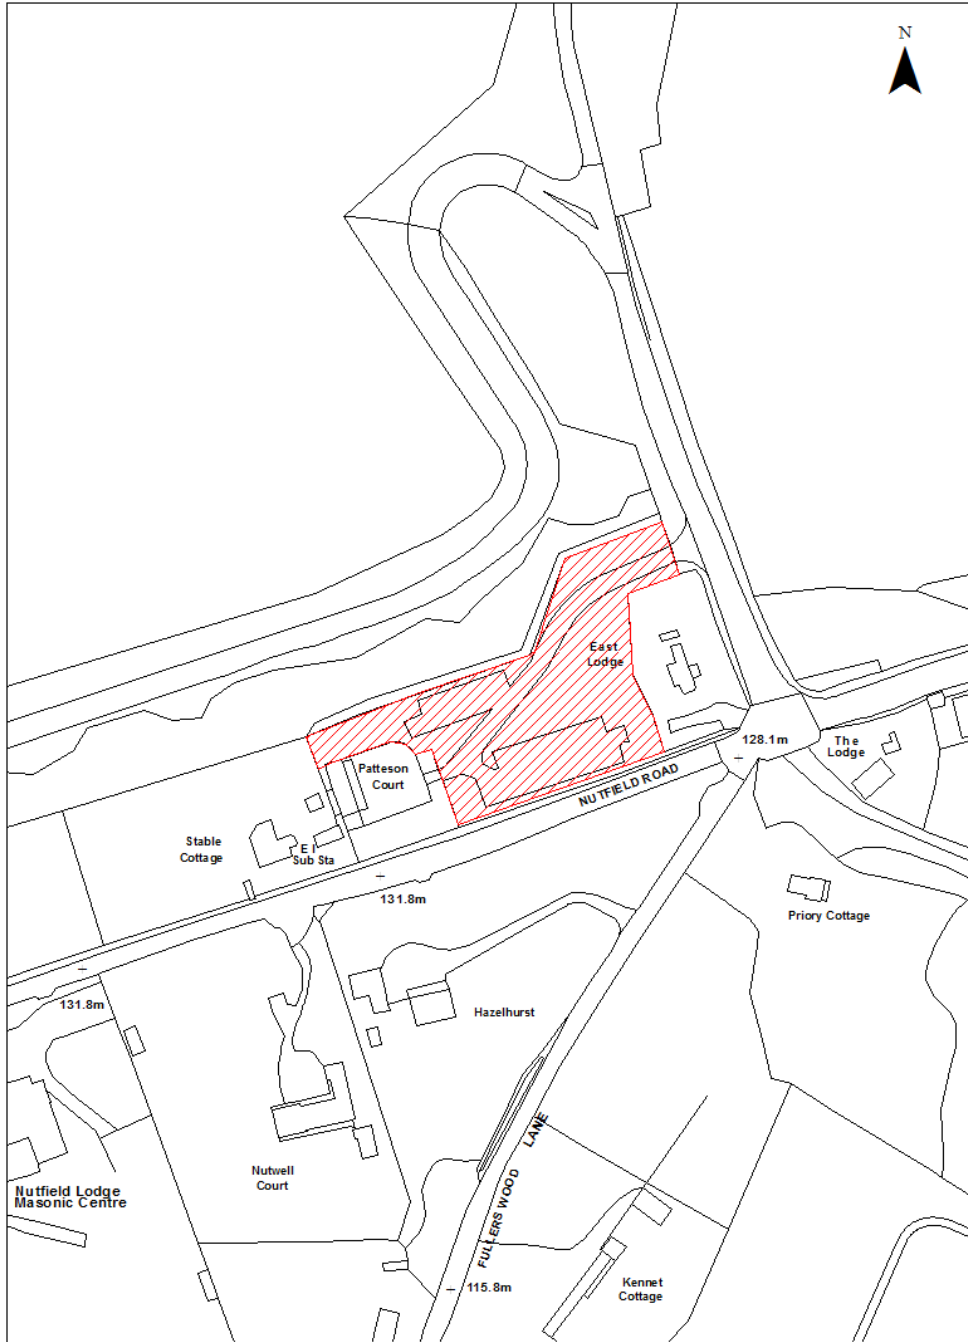 N
East
Lodge
128.1m
The
Lodge
Patteson
Court
NUTFIELD ROAD
Stable
Cottage
E l
Sub Sta
131.8m
Priory Cottage
131.8m
Hazelhurst
FULLERS WOOD LANE
Nutwell
Court
Nutfield Lodge
Masonic Centre
115.8m
Kennet
Cottage